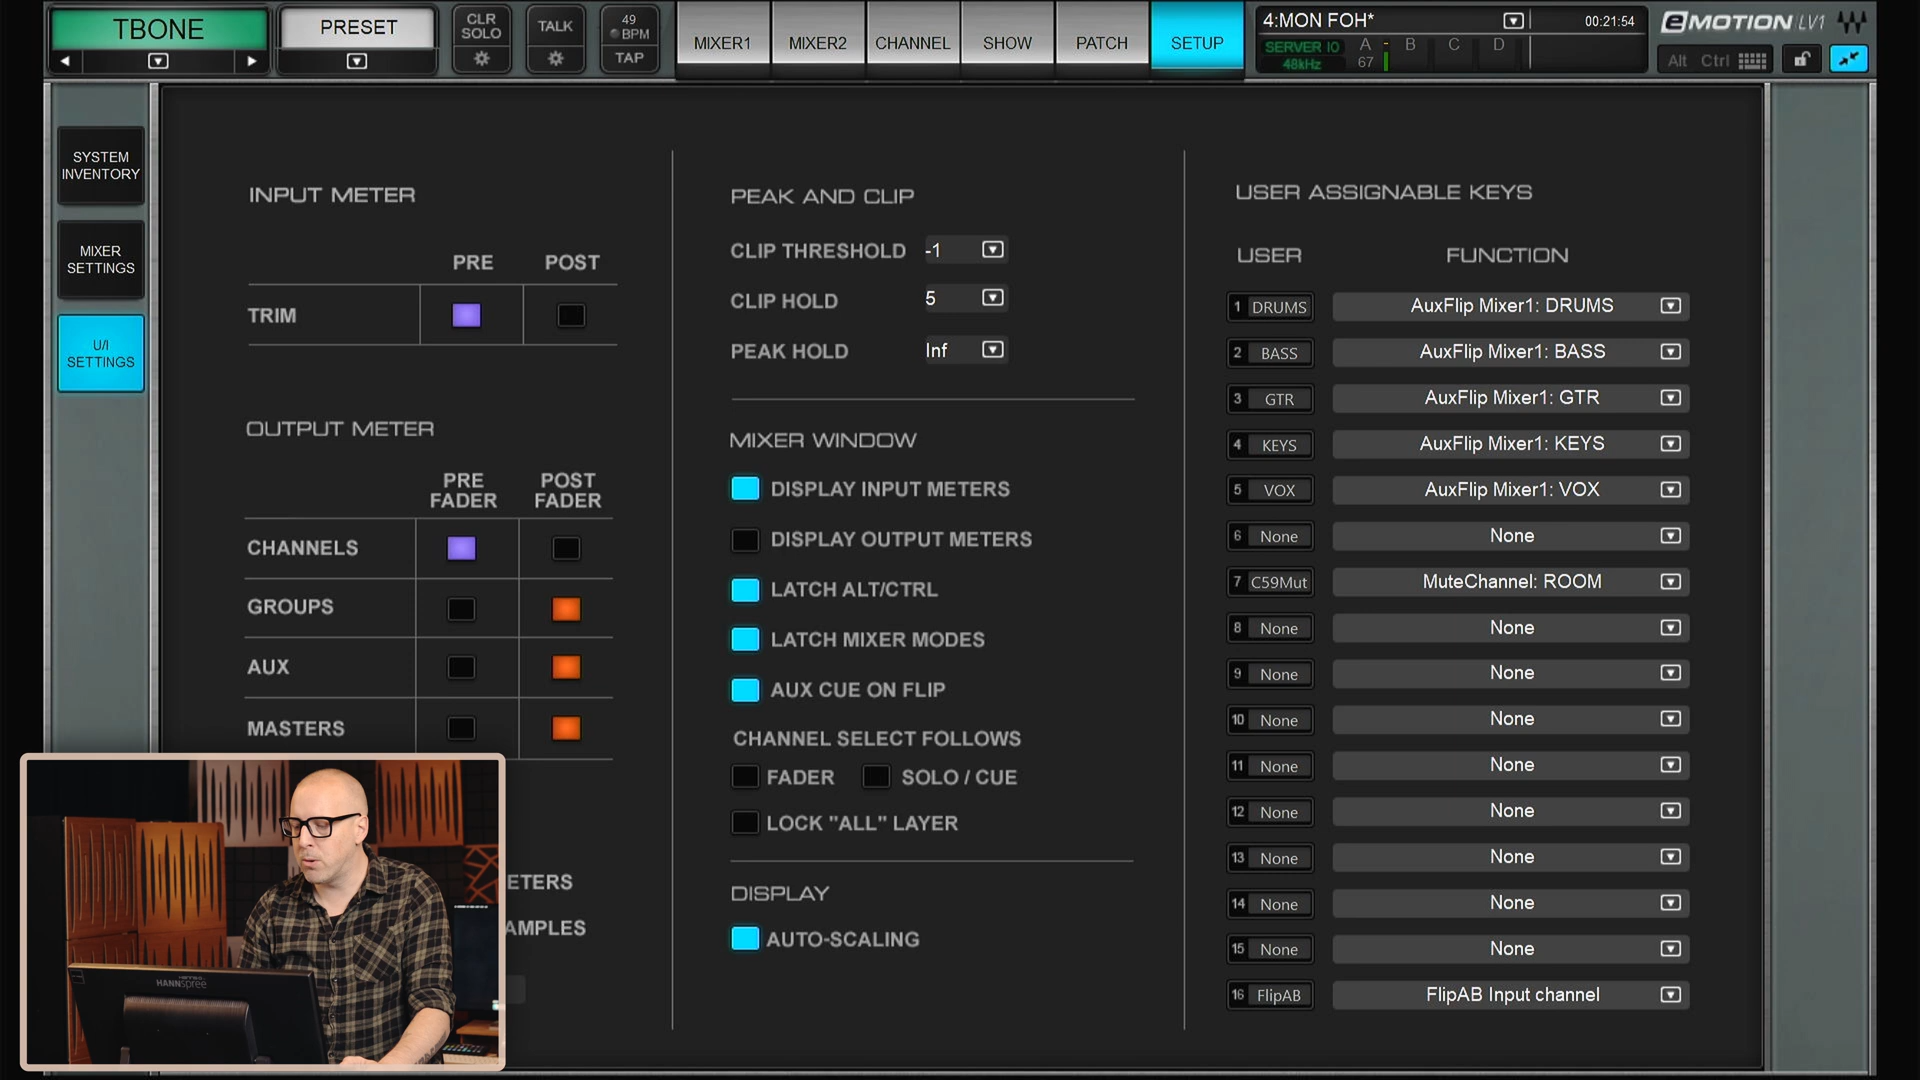 TBONE
PRESET
CLR SOLO
TALK
49 BPM
TAP
MIXER1
MIXER2
CHANNEL
SHOW
PATCH
SETUP
4:MON FOH*
00:21:54
SERVER IO
48kHz
A
67
B
C
D
eMOTION LV1
Alt
Ctrl
SYSTEM INVENTORY
MIXER SETTINGS
U/I SETTINGS
INPUT METER
PRE
POST
TRIM
OUTPUT METER
PRE FADER
POST FADER
CHANNELS
GROUPS
AUX
MASTERS
ETERS
AMPLES
PEAK AND CLIP
CLIP THRESHOLD -1
CLIP HOLD 5
PEAK HOLD Inf
MIXER WINDOW
DISPLAY INPUT METERS
DISPLAY OUTPUT METERS
LATCH ALT/CTRL
LATCH MIXER MODES
AUX CUE ON FLIP
CHANNEL SELECT FOLLOWS
FADER
SOLO / CUE
LOCK "ALL" LAYER
DISPLAY
AUTO-SCALING
USER ASSIGNABLE KEYS
USER
FUNCTION
1 DRUMS AuxFlip Mixer1: DRUMS
2 BASS AuxFlip Mixer1: BASS
3 GTR AuxFlip Mixer1: GTR
4 KEYS AuxFlip Mixer1: KEYS
5 VOX AuxFlip Mixer1: VOX
6 None None
7 C59Mut MuteChannel: ROOM
8 None None
9 None None
10 None None
11 None None
12 None None
13 None None
14 None None
15 None None
16 FlipAB FlipAB Input channel
HANNspree